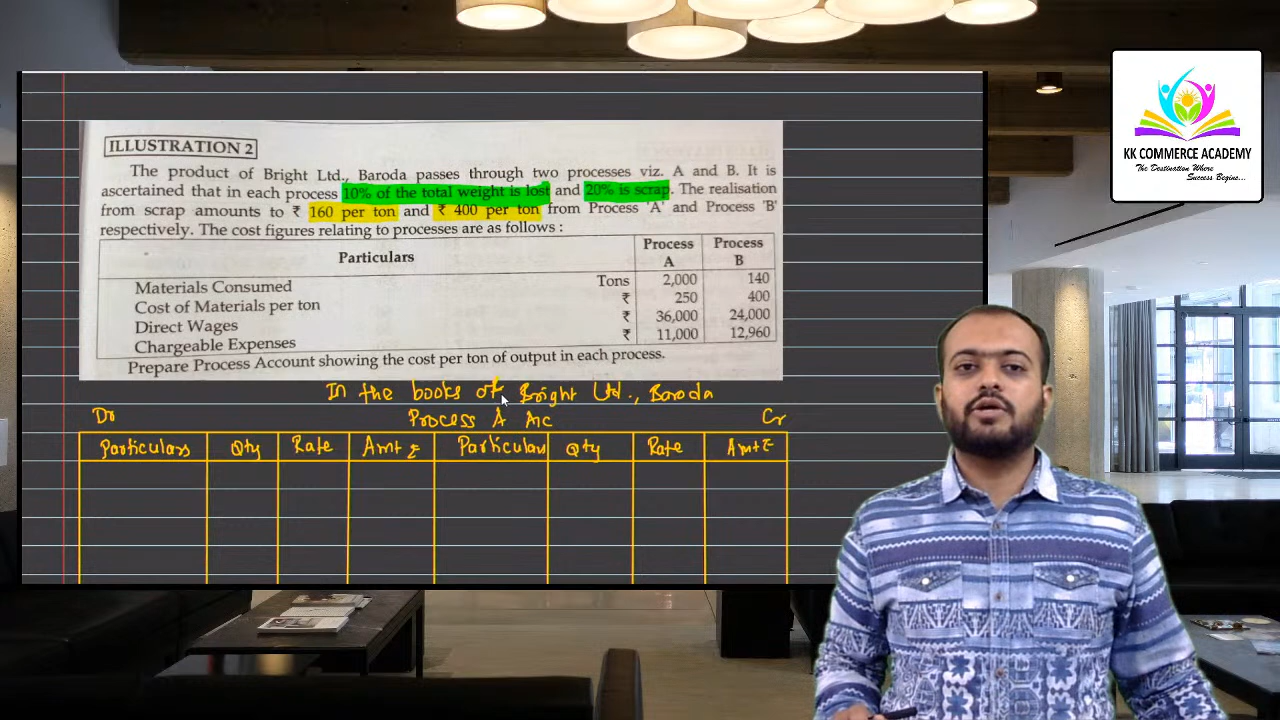 ILLUSTRATION 2
The product of Bright Ltd., Baroda passes through two processes viz. A and B. It is
ascertained that in each process 10% of the total weight is lost and 20% is scrap. The realisation
from scrap amounts to ₹ 160 per ton and ₹ 400 per ton from Process 'A' and Process 'B'
respectively. The cost figures relating to processes are as follows :
Particulars Process A Process B
Materials Consumed Tons 2,000 140
Cost of Materials per ton ₹ 250 400
Direct Wages ₹ 36,000 24,000
Chargeable Expenses ₹ 11,000 12,960
Prepare Process Account showing the cost per ton of output in each process.
In the books of Bright Ltd., Baroda
Dr Process A A/c Cr
Particulars Qty Rate Amt ₹ Particulars Qty Rate Amt ₹
KK COMMERCE ACADEMY
The Destination Where
Success Begins...